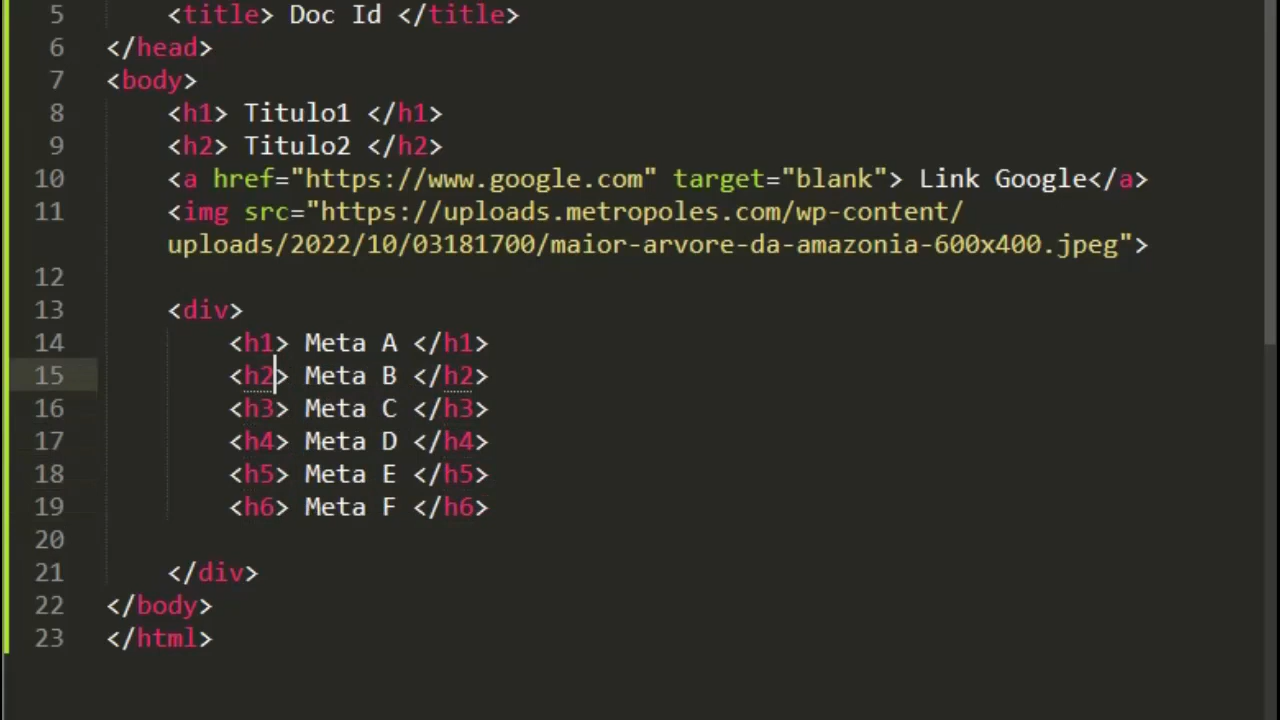 5 <title> Doc Id </title>
6 </head>
7 <body>
8 <h1> Titulo1 </h1>
9 <h2> Titulo2 </h2>
10 <a href="https://www.google.com" target="blank"> Link Google</a>
11 <img src="https://uploads.metropoles.com/wp-content/
uploads/2022/10/03181700/maior-arvore-da-amazonia-600x400.jpeg">
12
13 <div>
14 <h1> Meta A </h1>
15 <h2> Meta B </h2>
16 <h3> Meta C </h3>
17 <h4> Meta D </h4>
18 <h5> Meta E </h5>
19 <h6> Meta F </h6>
20
21 </div>
22 </body>
23 </html>